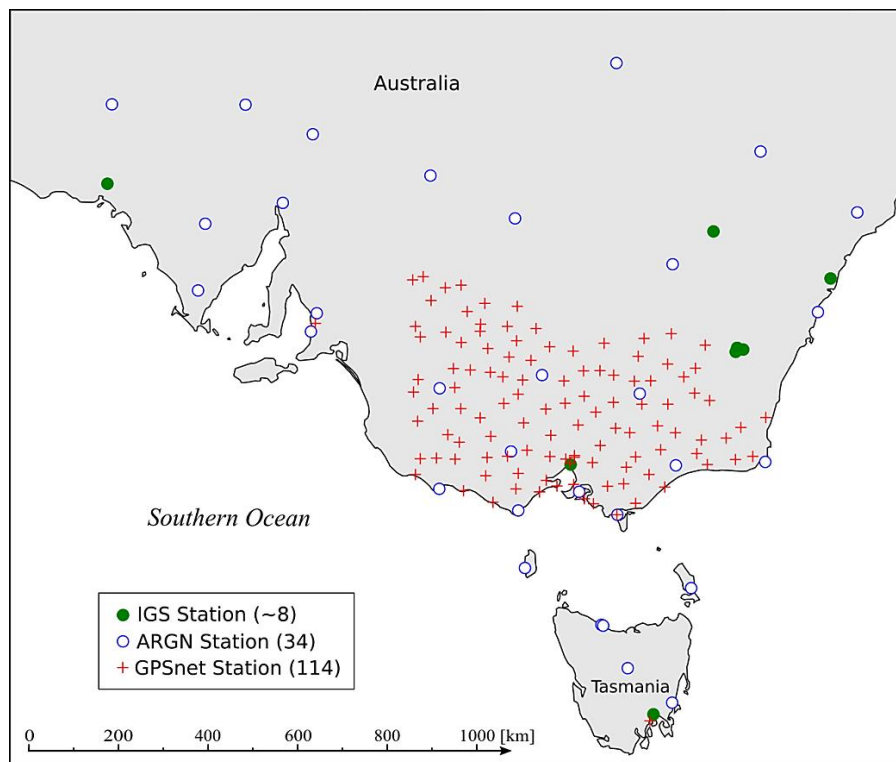 Australia
Southern Ocean
IGS Station (~8)
ARGN Station (34)
GPSnet Station (114)
Tasmania
0 200 400 600 800 1000 [km]